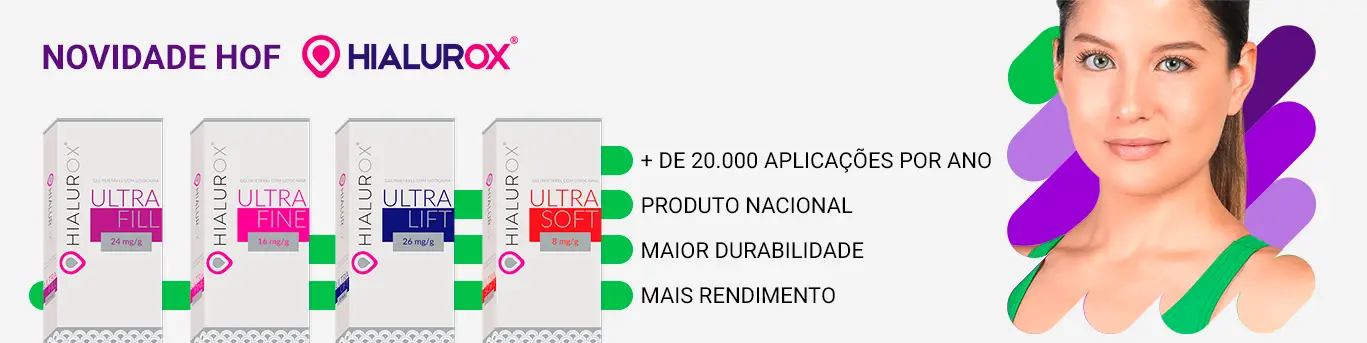 NOVIDADE HOF HIALUROX®
HIALUROX®
ULTRA
FILL
24 mg/g
HIALUROX®
ULTRA
FINE
16 mg/g
HIALUROX®
ULTRA
LIFT
26 mg/g
HIALUROX®
ULTRA
SOFT
8 mg/g
+ DE 20.000 APLICAÇÕES POR ANO
PRODUTO NACIONAL
MAIOR DURABILIDADE
MAIS RENDIMENTO